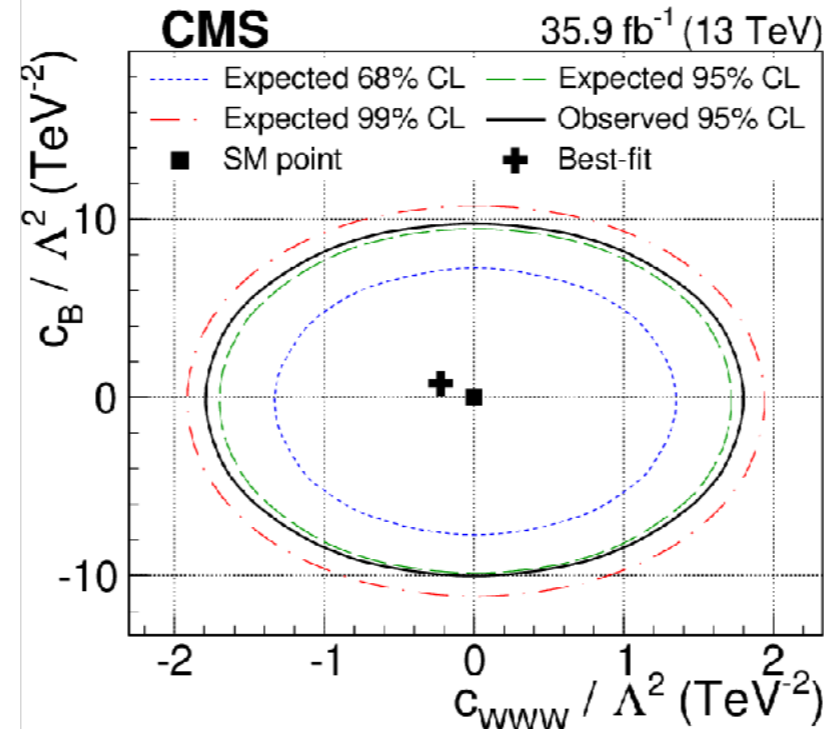 CMS 35.9 fb⁻¹ (13 TeV)
Expected 68% CL Expected 95% CL
Expected 99% CL Observed 95% CL
SM point Best-fit
c_B / Λ² (TeV⁻²)
10
0
-10
-2 -1 0 1 2
c_WWW / Λ² (TeV⁻²)